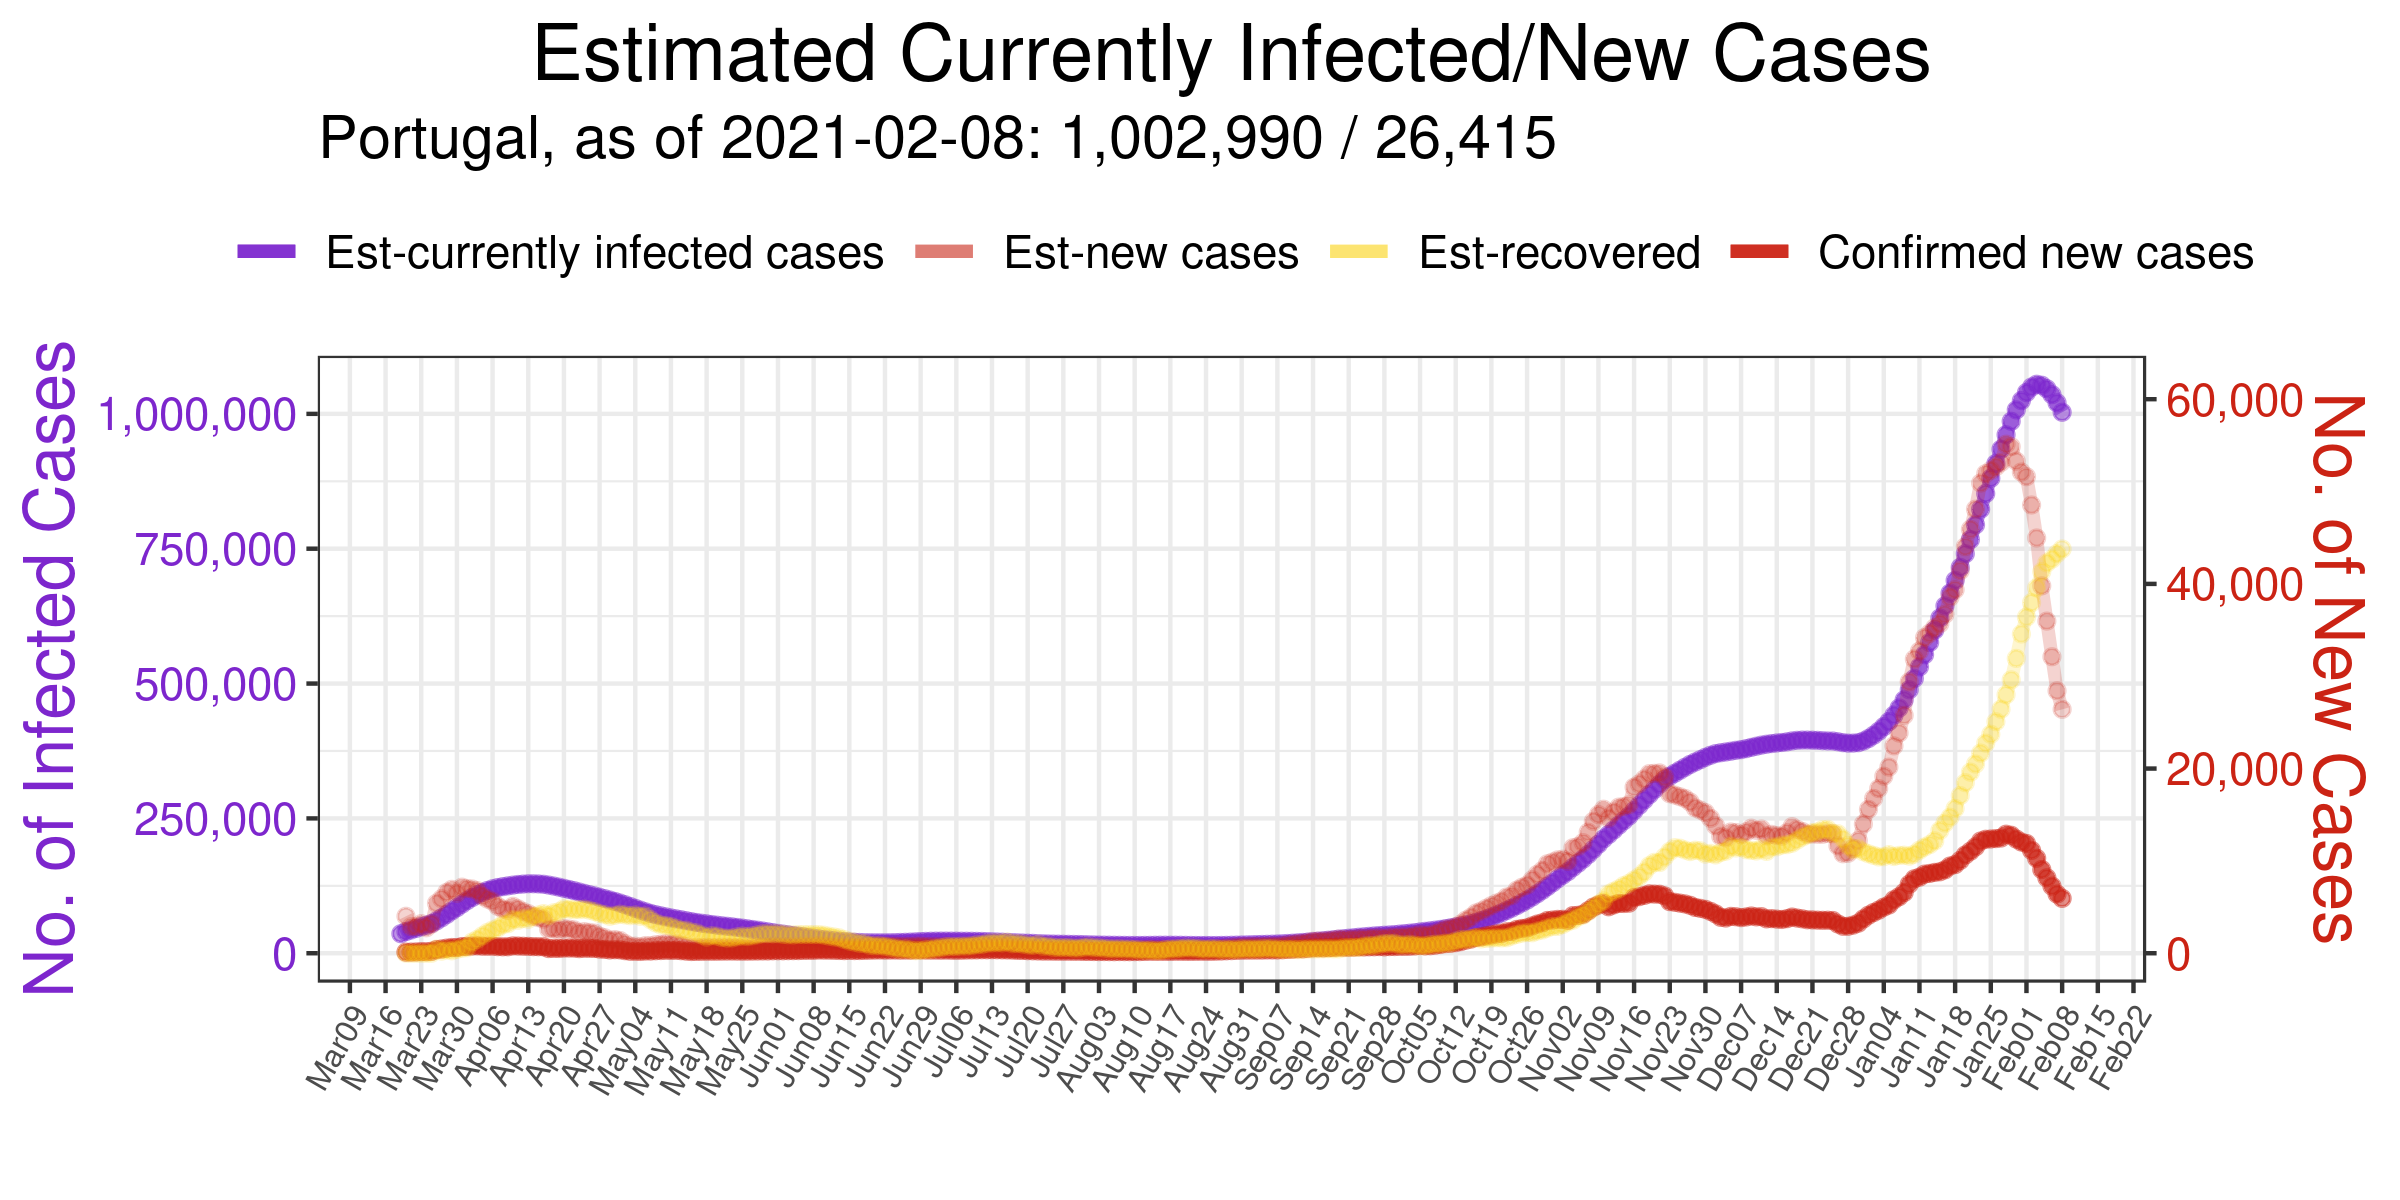 Estimated Currently Infected/New Cases
Portugal, as of 2021-02-08: 1,002,990 / 26,415
Est-currently infected cases Est-new cases Est-recovered Confirmed new cases
No. of Infected Cases
1,000,000
750,000
500,000
250,000
0
60,000
40,000
20,000
0
No. of New Cases
Mar09 Mar16 Mar23 Mar30 Apr06 Apr13 Apr20 Apr27 May04 May11 May18 May25 Jun01 Jun08 Jun15 Jun22 Jun29 Jul06 Jul13 Jul20 Jul27 Aug03 Aug10 Aug17 Aug24 Aug31 Sep07 Sep14 Sep21 Sep28 Oct05 Oct12 Oct19 Oct26 Nov02 Nov09 Nov16 Nov23 Nov30 Dec07 Dec14 Dec21 Dec28 Jan04 Jan11 Jan18 Jan25 Feb01 Feb08 Feb15 Feb22